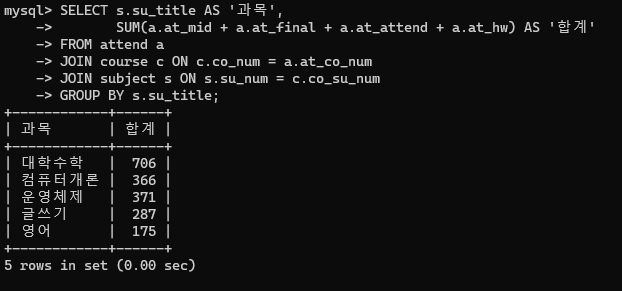 mysql> SELECT s.su_title AS '과목',
    ->        SUM(a.at_mid + a.at_final + a.at_attend + a.at_hw) AS '합계'
    -> FROM attend a
    -> JOIN course c ON c.co_num = a.at_co_num
    -> JOIN subject s ON s.su_num = c.co_su_num
    -> GROUP BY s.su_title;
+------------+------+
| 과목       | 합계 |
+------------+------+
| 대학수학   |  706 |
| 컴퓨터개론 |  366 |
| 운영체제   |  371 |
| 글쓰기     |  287 |
| 영어       |  175 |
+------------+------+
5 rows in set (0.00 sec)